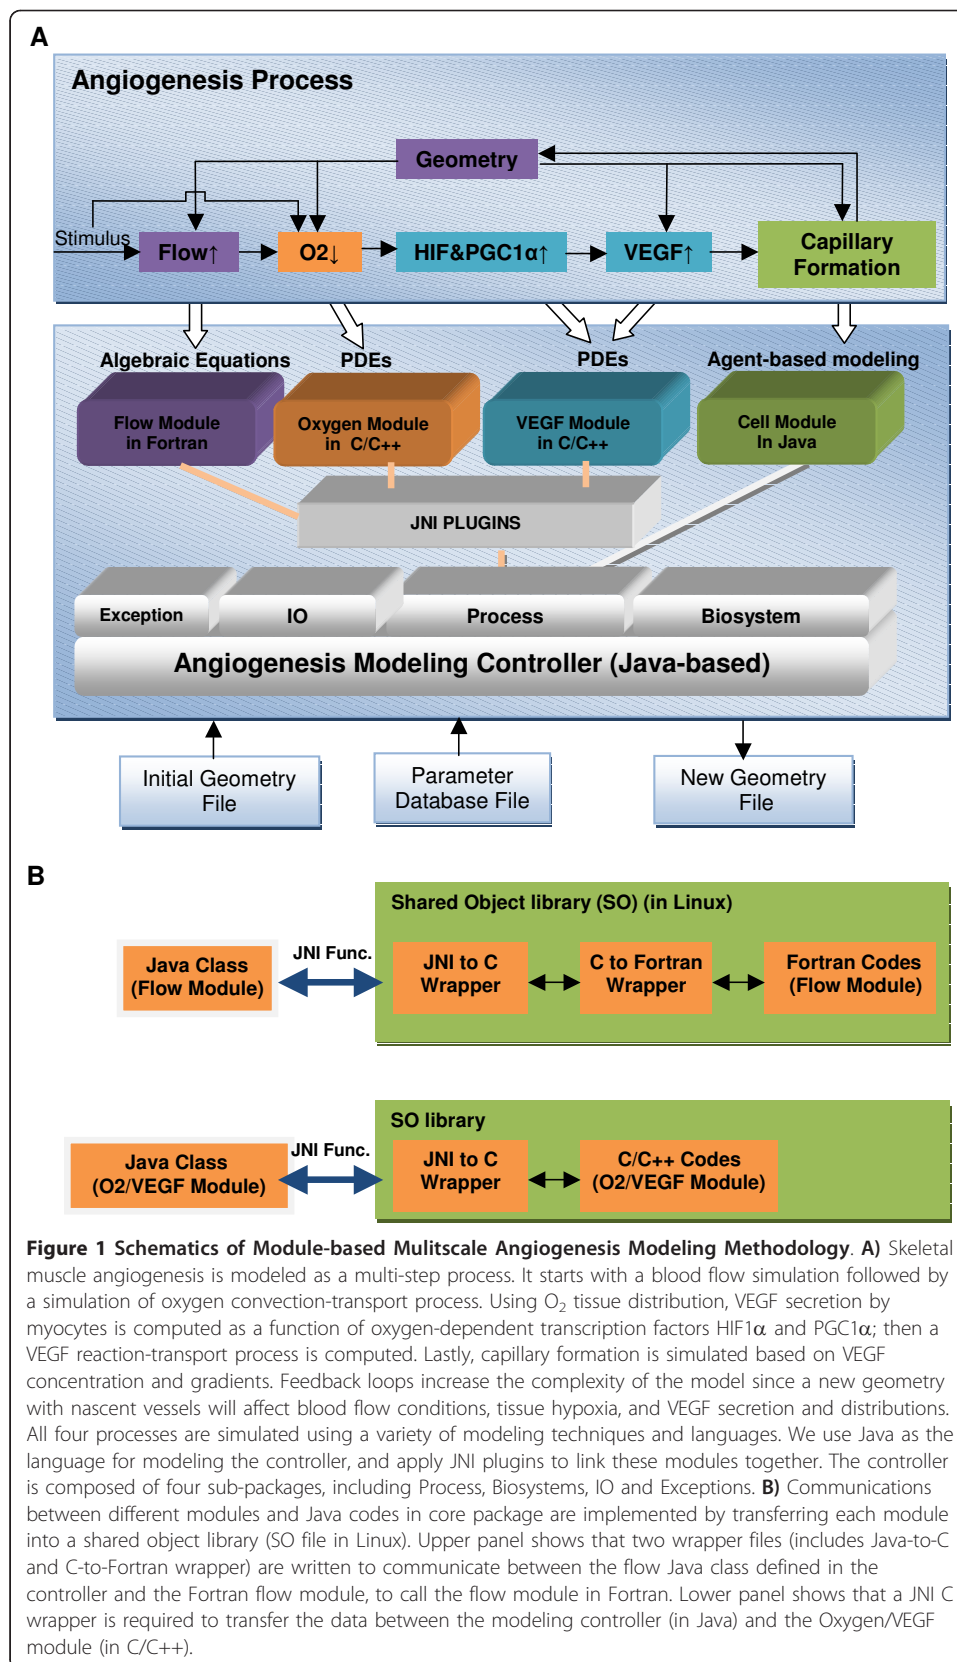 A
Angiogenesis Process
Geometry
Stimulus
Flow↑
O2↓
HIF&PGC1α↑
VEGF↑
Capillary
Formation
Algebraic Equations
PDEs
PDEs
Agent-based modeling
Flow Module
in Fortran
Oxygen Module
in C/C++
VEGF Module
in C/C++
Cell Module
In Java
JNI PLUGINS
Exception
IO
Process
Biosystem
Angiogenesis Modeling Controller (Java-based)
Initial Geometry
File
Parameter
Database File
New Geometry
File
B
Shared Object library (SO) (in Linux)
JNI Func.
Java Class
(Flow Module)
JNI to C
Wrapper
C to Fortran
Wrapper
Fortran Codes
(Flow Module)
SO library
JNI Func.
Java Class
(O2/VEGF Module)
JNI to C
Wrapper
C/C++ Codes
(O2/VEGF Module)
Figure 1 Schematics of Module-based Mulitscale Angiogenesis Modeling Methodology. A) Skeletal
muscle angiogenesis is modeled as a multi-step process. It starts with a blood flow simulation followed by
a simulation of oxygen convection-transport process. Using O2 tissue distribution, VEGF secretion by
myocytes is computed as a function of oxygen-dependent transcription factors HIF1α and PGC1α; then a
VEGF reaction-transport process is computed. Lastly, capillary formation is simulated based on VEGF
concentration and gradients. Feedback loops increase the complexity of the model since a new geometry
with nascent vessels will affect blood flow conditions, tissue hypoxia, and VEGF secretion and distributions.
All four processes are simulated using a variety of modeling techniques and languages. We use Java as the
language for modeling the controller, and apply JNI plugins to link these modules together. The controller
is composed of four sub-packages, including Process, Biosystems, IO and Exceptions. B) Communications
between different modules and Java codes in core package are implemented by transferring each module
into a shared object library (SO file in Linux). Upper panel shows that two wrapper files (includes Java-to-C
and C-to-Fortran wrapper) are written to communicate between the flow Java class defined in the
controller and the Fortran flow module, to call the flow module in Fortran. Lower panel shows that a JNI C
wrapper is required to transfer the data between the modeling controller (in Java) and the Oxygen/VEGF
module (in C/C++).